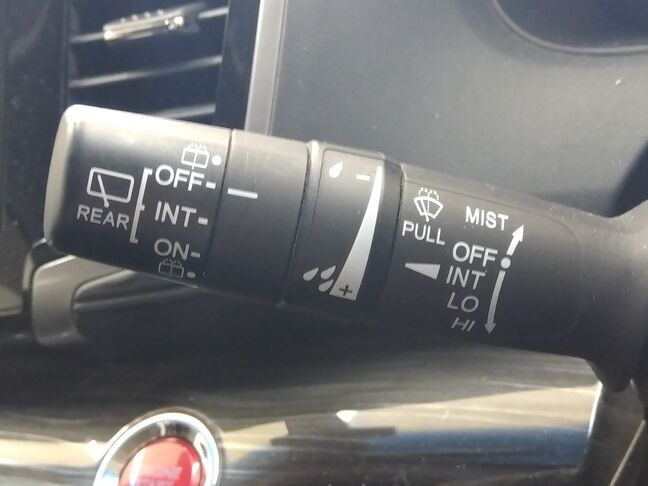 OFF-
INT-
ON-
REAR
-
+
PULL
MIST
OFF
INT
LO
HI